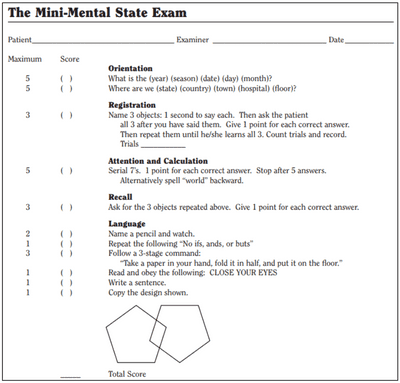 The Mini-Mental State Exam
Patient____________________ Examiner ____________________ Date____________
Maximum Score
Orientation
5 ( ) What is the (year) (season) (date) (day) (month)?
5 ( ) Where are we (state) (country) (town) (hospital) (floor)?
Registration
3 ( ) Name 3 objects: 1 second to say each. Then ask the patient
all 3 after you have said them. Give 1 point for each correct answer.
Then repeat them until he/she learns all 3. Count trials and record.
Trials ___________
Attention and Calculation
5 ( ) Serial 7's. 1 point for each correct answer. Stop after 5 answers.
Alternatively spell "world" backward.
Recall
3 ( ) Ask for the 3 objects repeated above. Give 1 point for each correct answer.
Language
2 ( ) Name a pencil and watch.
1 ( ) Repeat the following "No ifs, ands, or buts"
3 ( ) Follow a 3-stage command:
"Take a paper in your hand, fold it in half, and put it on the floor."
1 ( ) Read and obey the following: CLOSE YOUR EYES
1 ( ) Write a sentence.
1 ( ) Copy the design shown.
_____ Total Score